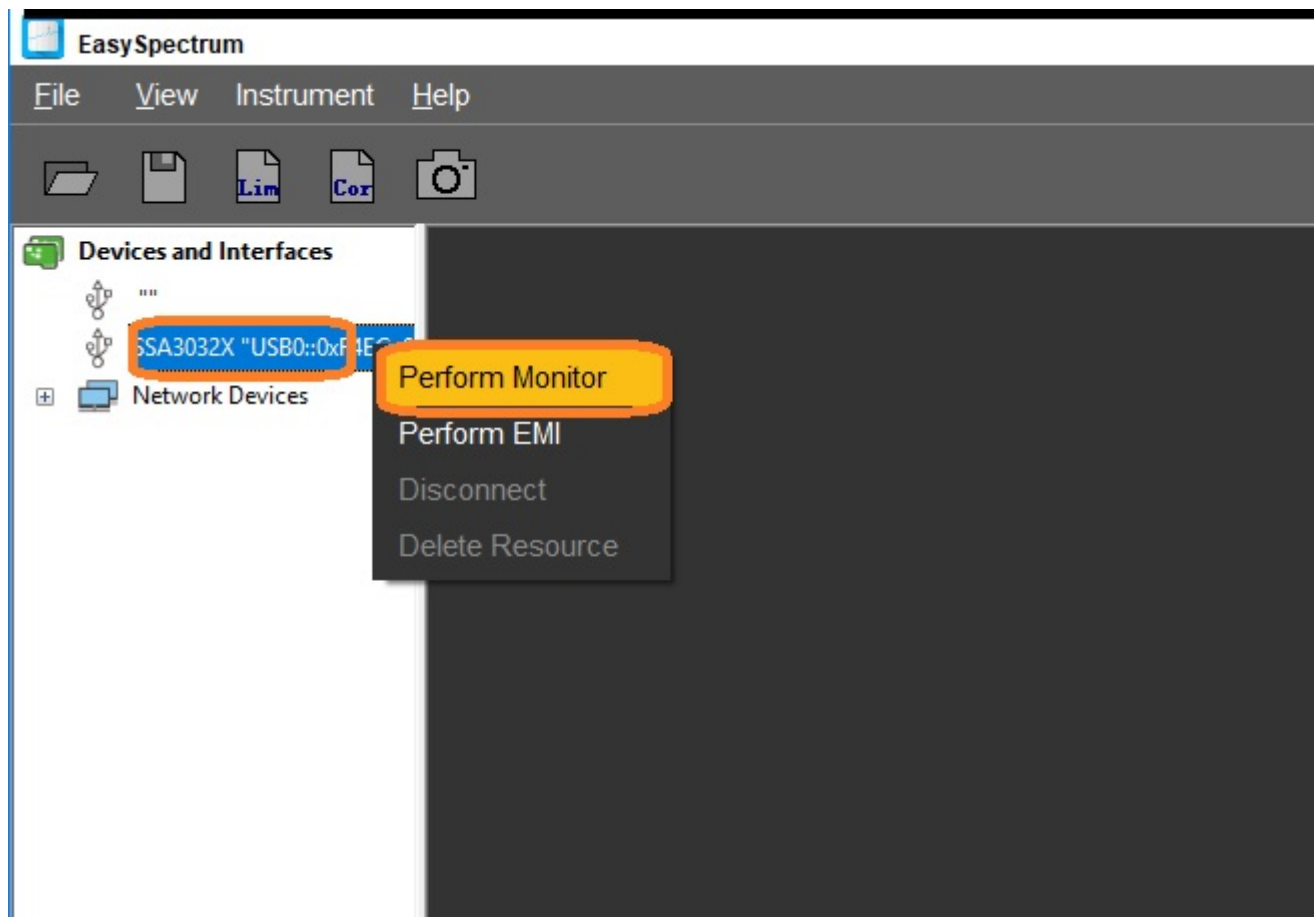 EasySpectrum
File View Instrument Help
Lim Cor
Devices and Interfaces
""
SSA3032X "USB0::0xF4EC
Perform Monitor
Network Devices
Perform EMI
Disconnect
Delete Resource